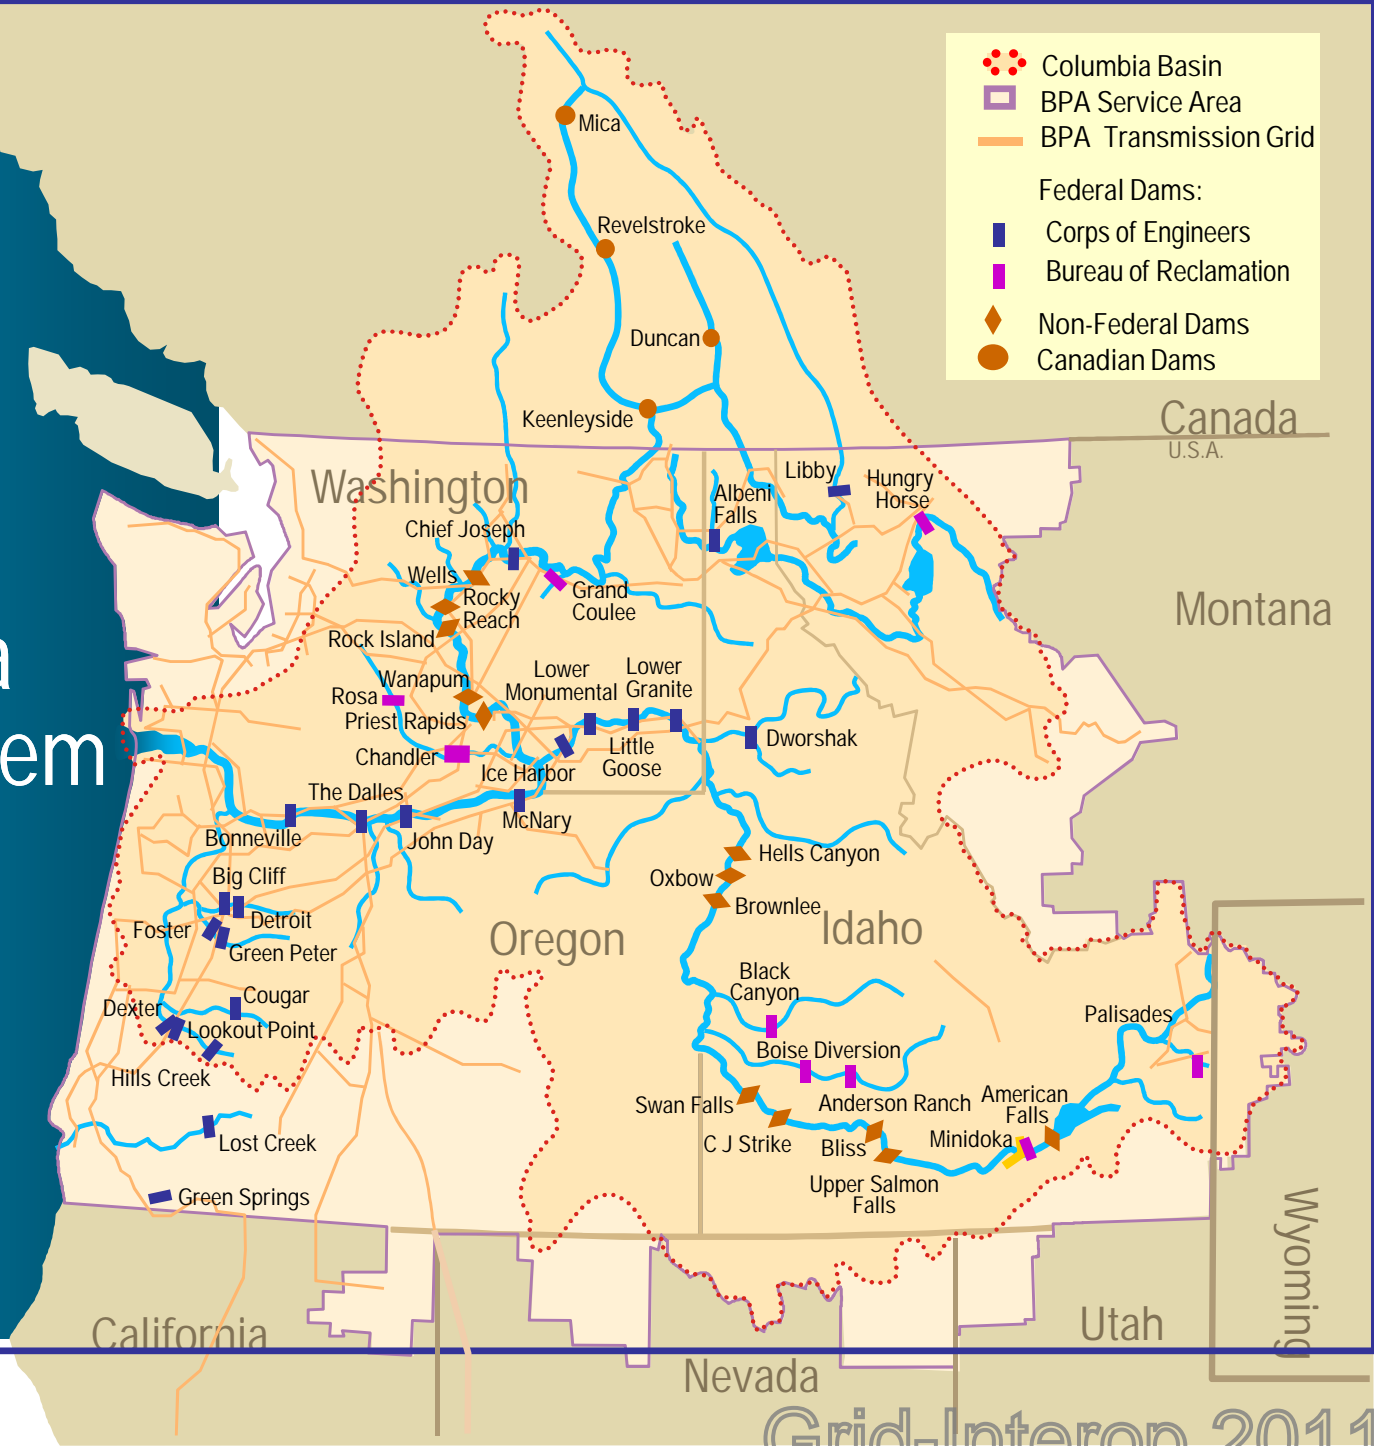 Columbia Basin
BPA Service Area
BPA Transmission Grid
Federal Dams:
Corps of Engineers
Bureau of Reclamation
Non-Federal Dams
Canadian Dams
Mica
Revelstroke
Duncan
Keenleyside
Canada
U.S.A.
Washington
Libby
Hungry
Horse
Albeni
Falls
Chief Joseph
Wells
Rocky
Reach
Grand
Coulee
Rock Island
Montana
a
em
Wanapum
Rosa
Priest Rapids
Chandler
Lower
Monumental
Lower
Granite
Little
Goose
Ice Harbor
Dworshak
The Dalles
McNary
Bonneville
John Day
Hells Canyon
Oxbow
Brownlee
Big Cliff
Detroit
Foster
Green Peter
Oregon
Idaho
Black
Canyon
Cougar
Dexter
Lookout Point
Hills Creek
Palisades
Boise Diversion
Anderson Ranch
American
Falls
Swan Falls
C J Strike
Bliss
Minidoka
Upper Salmon
Falls
Lost Creek
Green Springs
Wyoming
California
Utah
Nevada
Grid-Interop 2011